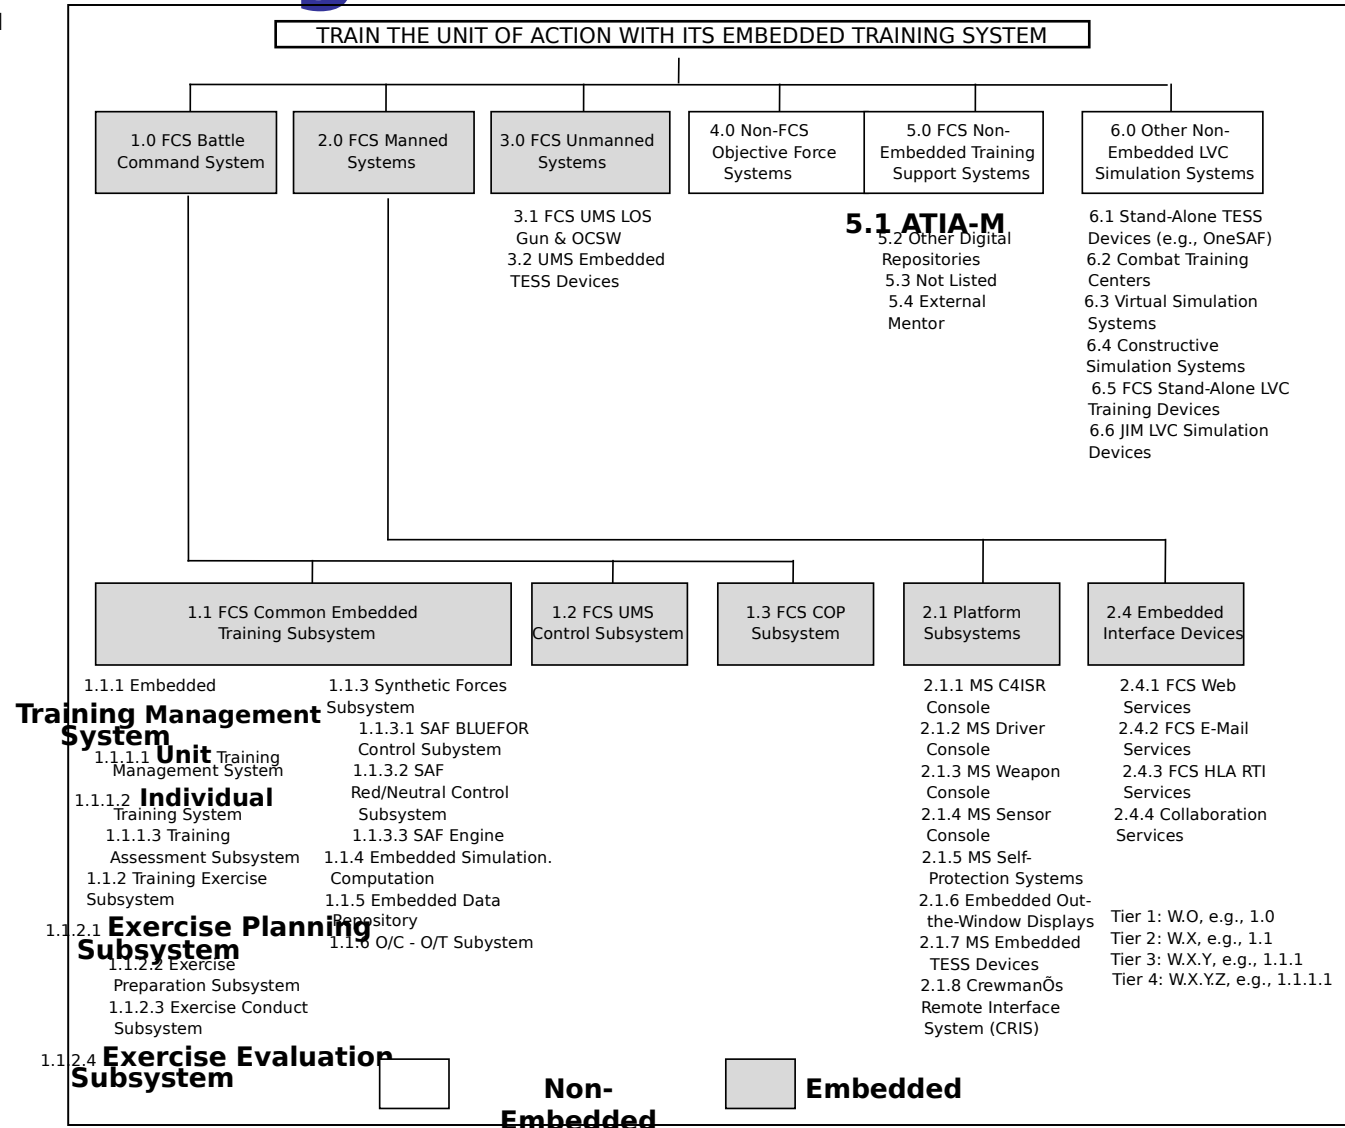 TRAIN THE UNIT OF ACTION WITH ITS EMBEDDED TRAINING SYSTEM
1.0 FCS Battle
Command System
2.0 FCS Manned
Systems
3.0 FCS Unmanned
Systems
4.0 Non-FCS
Objective Force
Systems
5.0 FCS Non-
Embedded Training
Support Systems
6.0 Other Non-
Embedded LVC
Simulation Systems
3.1 FCS UMS LOS
Gun & OCSW
3.2 UMS Embedded
TESS Devices
5.1 ATIA-M
5.2 Other Digital
Repositories
5.3 Not Listed
5.4 External
Mentor
6.1 Stand-Alone TESS
Devices (e.g., OneSAF)
6.2 Combat Training
Centers
6.3 Virtual Simulation
Systems
6.4 Constructive
Simulation Systems
6.5 FCS Stand-Alone LVC
Training Devices
6.6 JIM LVC Simulation
Devices
1.1 FCS Common Embedded
Training Subsystem
1.2 FCS UMS
Control Subsystem
1.3 FCS COP
Subsystem
2.1 Platform
Subsystems
2.4 Embedded
Interface Devices
1.1.1 Embedded
Training Management
System
1.1.1.1 Unit Training
Management System
1.1.1.2 Individual
Training System
1.1.1.3 Training
Assessment Subsystem
1.1.2 Training Exercise
Subsystem
1.1.2.1 Exercise Planning
Subsystem
1.1.2.2 Exercise
Preparation Subsystem
1.1.2.3 Exercise Conduct
Subsystem
1.1.2.4 Exercise Evaluation
Subsystem
1.1.3 Synthetic Forces
Subsystem
1.1.3.1 SAF BLUEFOR
Control Subystem
1.1.3.2 SAF
Red/Neutral Control
Subsystem
1.1.3.3 SAF Engine
1.1.4 Embedded Simulation.
Computation
1.1.5 Embedded Data
Repository
1.1.6 O/C - O/T Subystem
2.1.1 MS C4ISR
Console
2.1.2 MS Driver
Console
2.1.3 MS Weapon
Console
2.1.4 MS Sensor
Console
2.1.5 MS Self-
Protection Systems
2.1.6 Embedded Out-
the-Window Displays
2.1.7 MS Embedded
TESS Devices
2.1.8 CrewmanÕs
Remote Interface
System (CRIS)
2.4.1 FCS Web
Services
2.4.2 FCS E-Mail
Services
2.4.3 FCS HLA RTI
Services
2.4.4 Collaboration
Services
Tier 1: W.O, e.g., 1.0
Tier 2: W.X, e.g., 1.1
Tier 3: W.X.Y, e.g., 1.1.1
Tier 4: W.X.Y.Z, e.g., 1.1.1.1
Non-
Embedded
Embedded